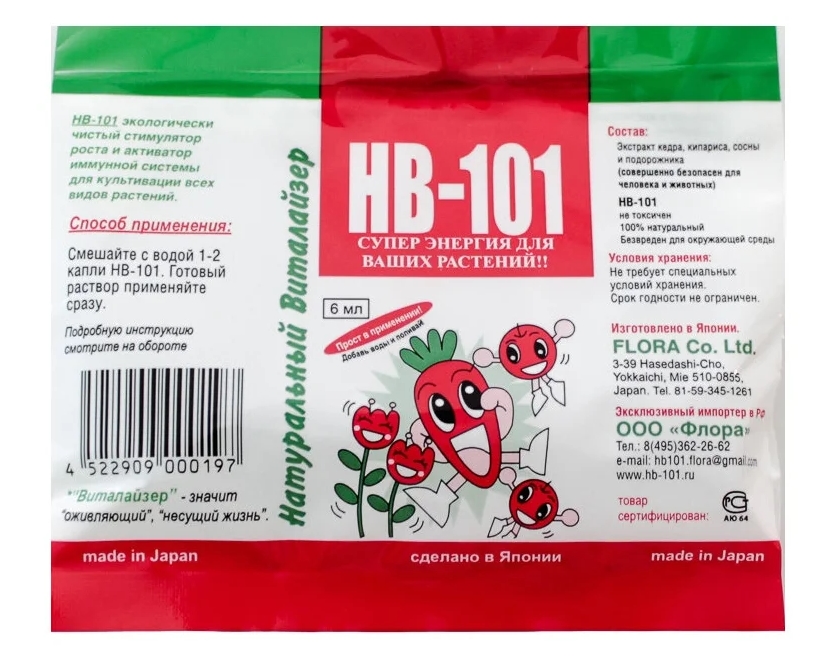 НВ-101 экологически
чистый стимулятор
роста и активатор
иммунной системы
для культивации всех
видов растений.
Способ применения:
Смешайте с водой 1-2
капли НВ-101. Готовый
раствор применяйте
сразу.
Подробную инструкцию
смотрите на обороте
4 522909 000197
*"Виталайзер" - значит
"оживляющий", "несущий жизнь".
made in Japan
Натуральный Виталайзер
НВ-101
СУПЕР ЭНЕРГИЯ ДЛЯ
ВАШИХ РАСТЕНИЙ!!
6 мл
Прост в применении!
Добавь воды и поливай
сделано в Японии
Состав:
Экстракт кедра, кипариса, сосны
и подорожника
(совершенно безопасен для
человека и животных)
НВ-101
не токсичен
100% натуральный
Безвреден для окружающей среды
Условия хранения:
Не требует специальных
условий хранения.
Срок годности не ограничен.
Изготовлено в Японии.
FLORA Co. Ltd.
3-39 Hasedashi-Cho,
Yokkaichi, Mie 510-0855,
Japan. Tel. 81-59-345-1261
Эксклюзивный импортер в РФ
ООО «Флора»
Тел.: 8(495)362-26-62
e-mail: hb101.flora@gmail.com
www.hb-101.ru
товар
сертифицирован:
РСТ
АЮ 64
made in Japan